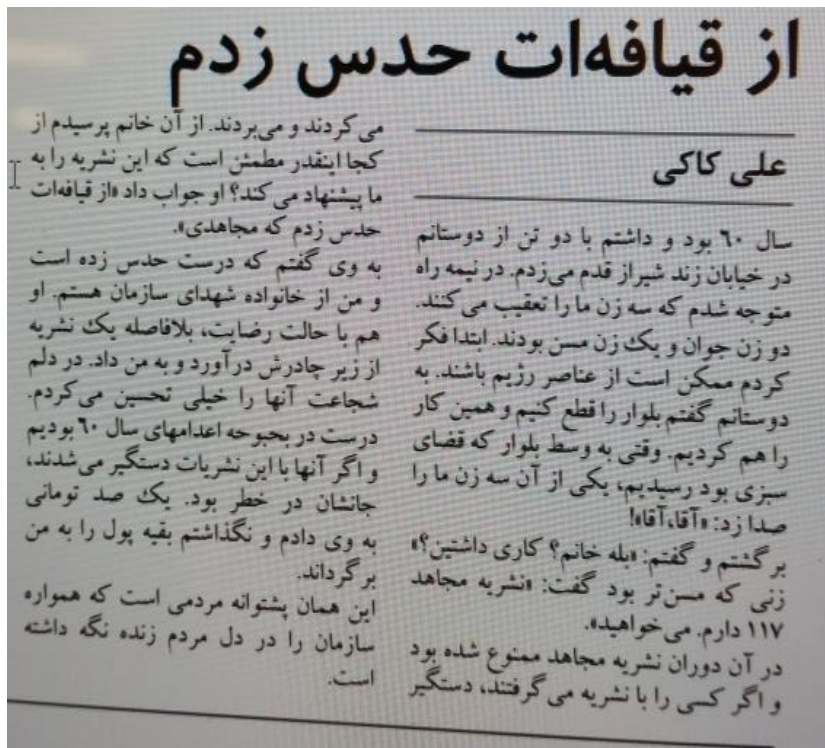 از قیافه‌ات حدس زدم
علی کاکی
سال ٦٠ بود و داشتم با دو تن از دوستانم
در خیابان زند شیراز قدم می‌زدم. در نیمه راه
متوجه شدم که سه زن ما را تعقیب می‌کنند.
دو زن جوان و یک زن مسن بودند. ابتدا فکر
کردم ممکن است از عناصر رژیم باشند. به
دوستانم گفتم بلوار را قطع کنیم و همین کار
را هم کردیم. وقتی به وسط بلوار که فضای
سبزی بود رسیدیم، یکی از آن سه زن ما را
صدا زد: «آقا،آقا»!
برگشتم و گفتم: «بله خانم؟ کاری داشتین؟»
زنی که مسن‌تر بود گفت: «نشریه مجاهد
١١٧ دارم. می‌خواهید».
در آن دوران نشریه مجاهد ممنوع شده بود
و اگر کسی را با نشریه می‌گرفتند، دستگیر
می‌کردند و می‌بردند. از آن خانم پرسیدم از
کجا اینقدر مطمئن است که این نشریه را به
ما پیشنهاد می‌کند؟ او جواب داد «از قیافه‌ات
حدس زدم که مجاهدی».
به وی گفتم که درست حدس زده است
و من از خانواده شهدای سازمان هستم. او
هم با حالت رضایت، بلافاصله یک نشریه
از زیر چادرش درآورد و به من داد. در دلم
شجاعت آنها را خیلی تحسین می‌کردم.
درست در بحبوحه اعدامهای سال ٦٠ بودیم
و اگر آنها با این نشریات دستگیر می‌شدند،
جانشان در خطر بود. یک صد تومانی
به وی دادم و نگذاشتم بقیه پول را به من
برگرداند.
این همان پشتوانه مردمی است که همواره
سازمان را در دل مردم زنده نگه داشته
است.